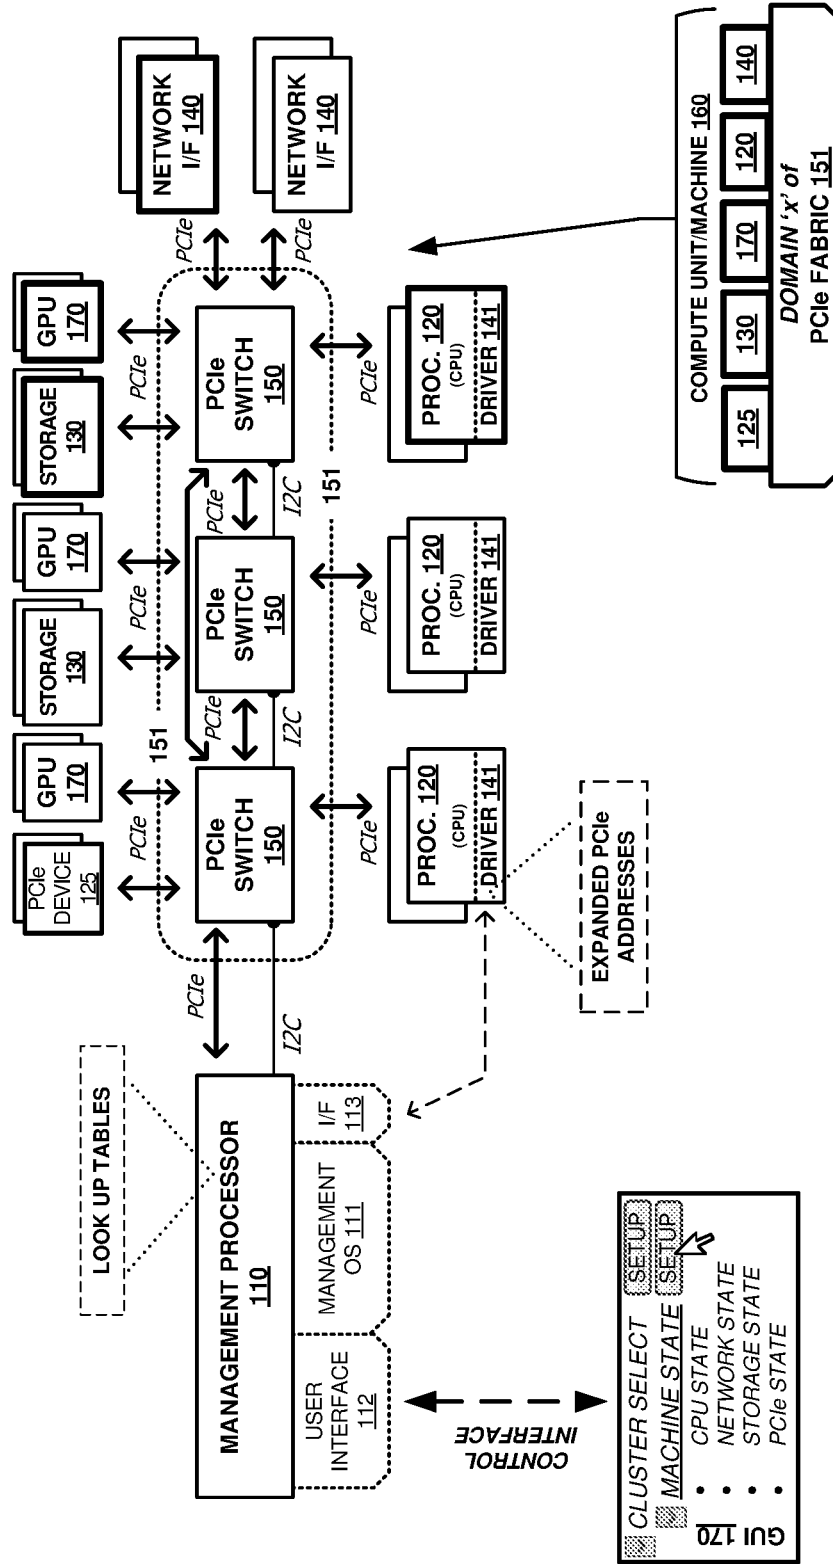 LOOK UP TABLES
MANAGEMENT PROCESSOR
110
USER
INTERFACE
112
MANAGEMENT
OS 111
I/F
113
CONTROL
INTERFACE
CLUSTER SELECT
SETUP
MACHINE STATE
SETUP
• CPU STATE
• NETWORK STATE
• STORAGE STATE
• PCIe STATE
GUI 170
PCIe
I2C
PCIe
DEVICE
125
GPU
170
STORAGE
130
GPU
170
STORAGE
130
GPU
170
PCIe
PCIe
PCIe
151
PCIe
SWITCH
150
PCIe
I2C
PCIe
SWITCH
150
PCIe
I2C
PCIe
SWITCH
150
151
PCIe
NETWORK
I/F 140
PCIe
NETWORK
I/F 140
PCIe
PROC. 120
(CPU)
DRIVER 141
PCIe
PROC. 120
(CPU)
DRIVER 141
PCIe
PROC. 120
(CPU)
DRIVER 141
EXPANDED PCIe
ADDRESSES
COMPUTE UNIT/MACHINE 160
125
130
170
120
140
DOMAIN ‘x’ of
PCIe FABRIC 151